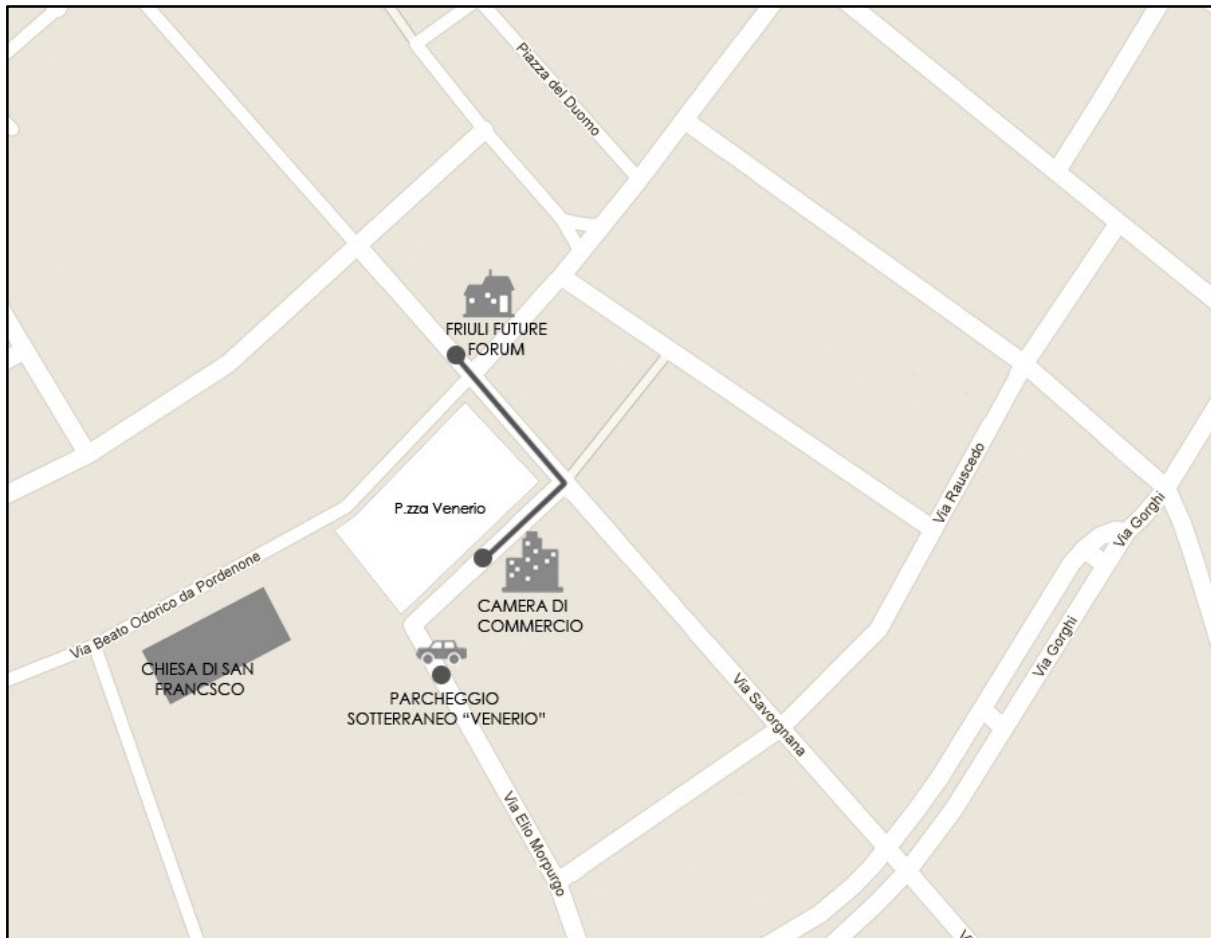 Piazza del Duomo
FRIULI FUTURE
FORUM
P.zza Venerio
Via Rauscedo
Via Gorghi
Via Beato Odorico da Pordenone
CAMERA DI
COMMERCIO
CHIESA DI SAN
FRANCSCO
Via Gorghi
PARCHEGGIO
SOTTERRANEO “VENERIO”
Via Savorgnana
Via Elio Morpurgo